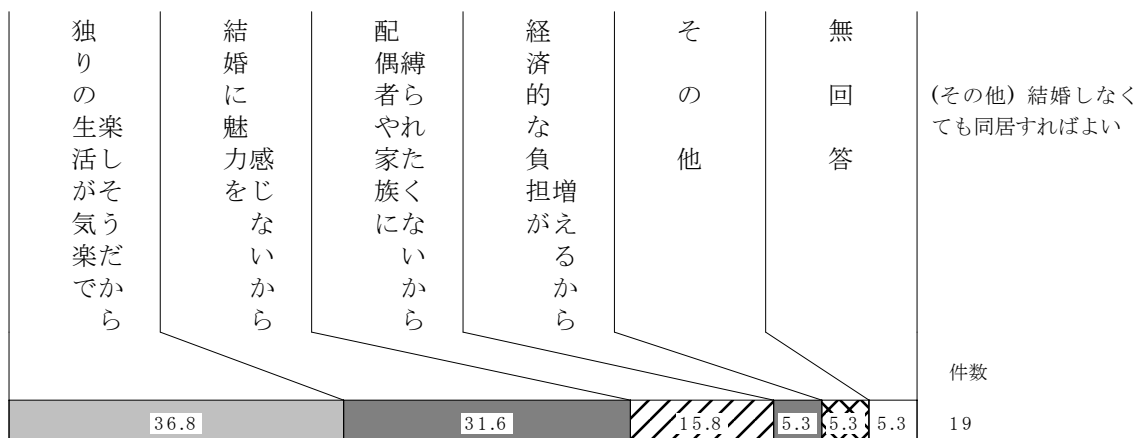 独りの生活が気楽で
楽しそうだから
結婚に魅力を
感じないから
配偶者や家族に
縛られたくないから
経済的な負担が
増えるから
その他
無回答
(その他) 結婚しなく
ても同居すればよい
件数
36.8
31.6
15.8
5.3
5.3
5.3
19